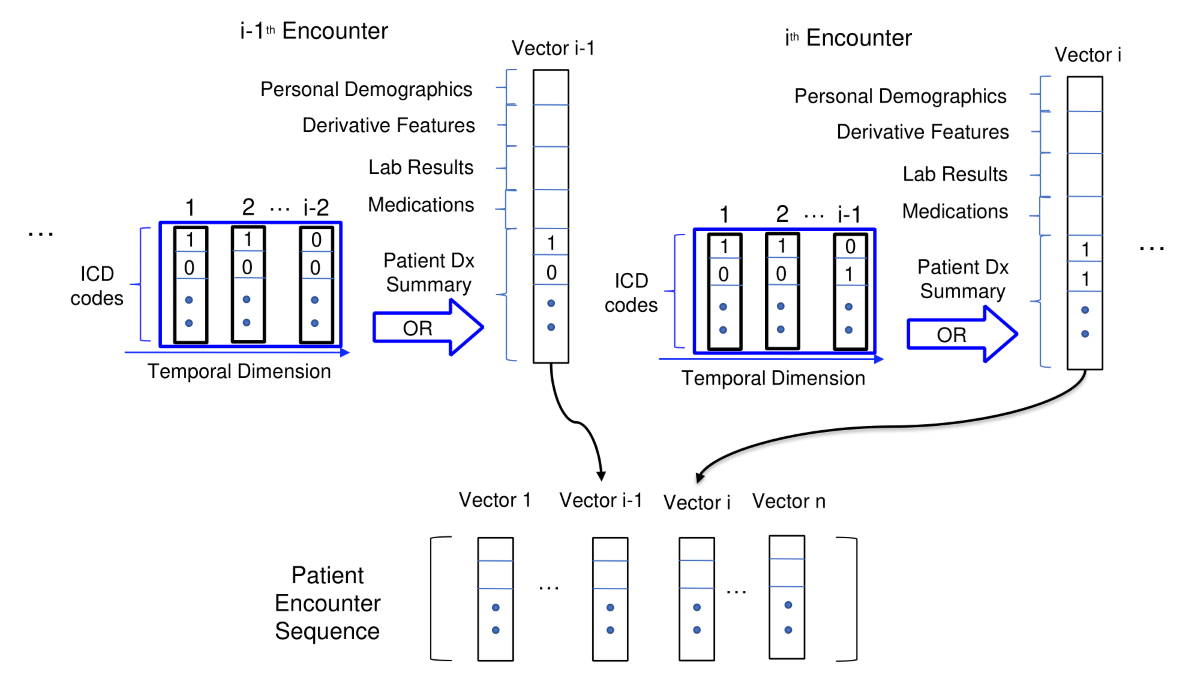 i-1th Encounter
Vector i-1
Personal Demographics
Derivative Features
Lab Results
Medications
1 2 ... i-2
...
ICD
codes
1 1 0
0 0 0
Temporal Dimension
Patient Dx
Summary
OR
1
0
ith Encounter
Vector i
Personal Demographics
Derivative Features
Lab Results
Medications
1 2 ... i-1
ICD
codes
1 1 0
0 0 1
Temporal Dimension
Patient Dx
Summary
OR
1
1
...
Vector 1 Vector i-1 Vector i Vector n
Patient
Encounter
Sequence
... ...